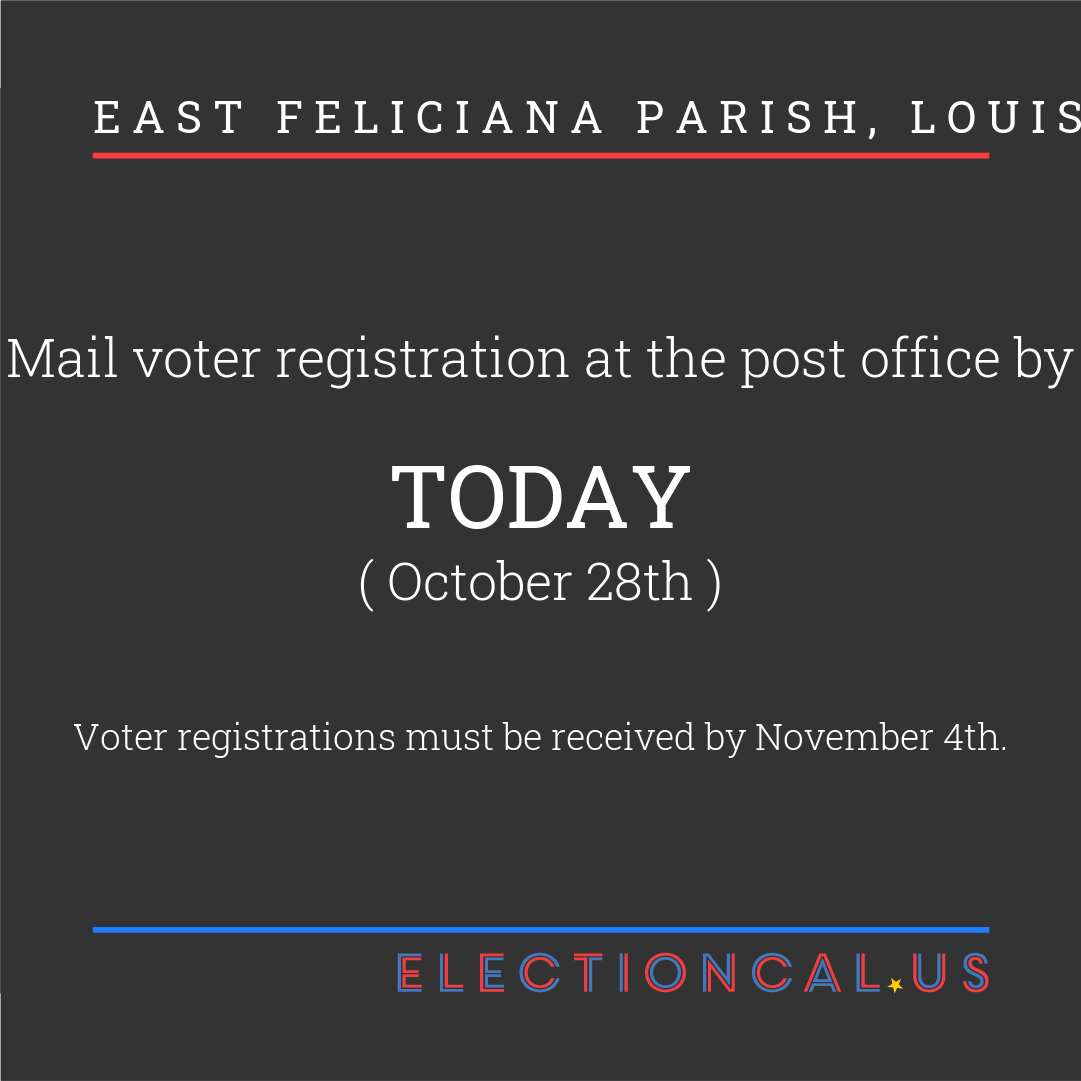 EAST FELICIANA PARISH, LOUIS
Mail voter registration at the post office by
TODAY
( October 28th )
Voter registrations must be received by November 4th.
ELECTIONCAL.US